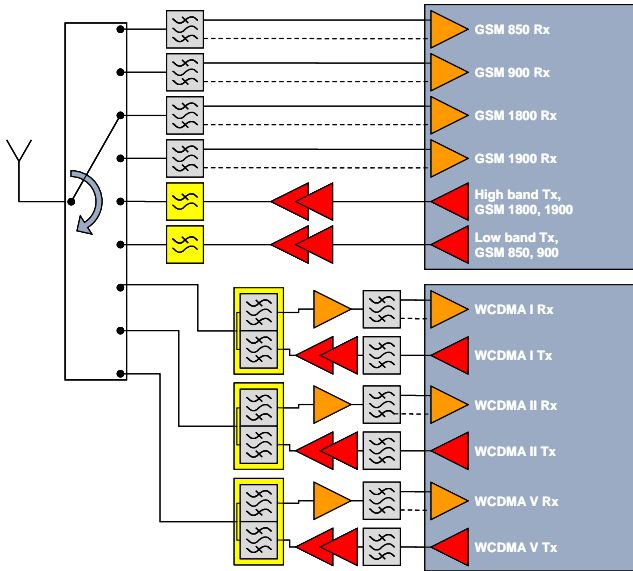 GSM 850 Rx
GSM 900 Rx
GSM 1800 Rx
GSM 1900 Rx
High band Tx,
GSM 1800, 1900
Low band Tx,
GSM 850, 900
WCDMA I Rx
WCDMA I Tx
WCDMA II Rx
WCDMA II Tx
WCDMA V Rx
WCDMA V Tx